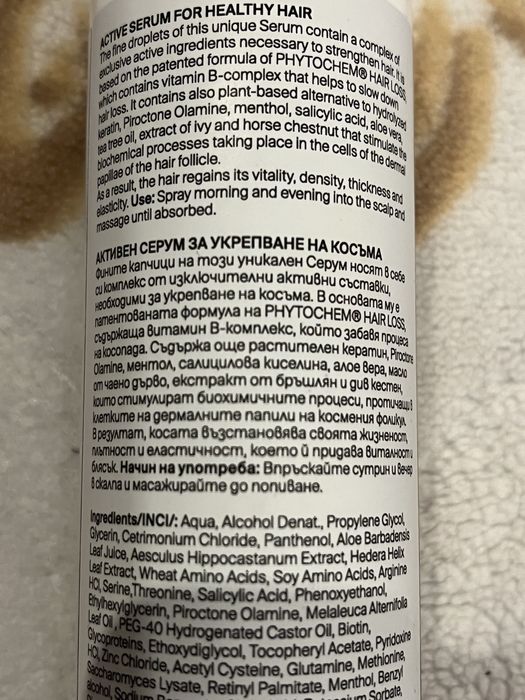 ACTIVE SERUM FOR HEALTHY HAIR
The fine droplets of this unique Serum contain a complex of
exclusive active ingredients necessary to strengthen hair. It is
based on the patented formula of PHYTOCHEM® HAIR LOSS,
which contains vitamin B-complex that helps to slow down
hair loss. It contains also plant-based alternative to hydrolyzed
keratin, Piroctone Olamine, menthol, salicylic acid, aloe vera,
tea tree oil, extract of ivy and horse chestnut that stimulate the
biochemical processes taking place in the cells of the dermal
papillae of the hair follicle.
As a result, the hair regains its vitality, density, thickness and
elasticity. Use: Spray morning and evening into the scalp and
massage until absorbed.
АКТИВЕН СЕРУМ ЗА УКРЕПВАНЕ НА КОСЪМА
Фините капчици на този уникален Серум носят в себе
си комплекс от изключителни активни съставки,
необходими за укрепване на косъма. В основата му е
патентованата формула на PHYTOCHEM® HAIR LOSS,
съдържаща витамин В-комплекс, който забавя процеса
на косопада. Съдържа още растителен кератин, Piroctone
Olamine, ментол, салицилова киселина, алое вера, масло
от чаено дърво, екстракт от бръшлян и див кестен,
които стимулират биохимичните процеси, протичащи в
клетките на дермалните папили на космения фоликул.
В резултат, косата възстановява своята жизненост,
плътност и еластичност, което й придава виталност и
блясък. Начин на употреба: Впръскайте сутрин и вечер
в скалпа и масажирайте до попиване.
Ingredients/INCI/: Aqua, Alcohol Denat., Propylene Glycol,
Glycerin, Cetrimonium Chloride, Panthenol, Aloe Barbadensis
Leaf Juice, Aesculus Hippocastanum Extract, Hedera Helix
Leaf Extract, Wheat Amino Acids, Soy Amino Acids, Arginine
HCl, Serine,Threonine, Salicylic Acid, Phenoxyethanol,
Ethylhexylglycerin, Piroctone Olamine, Melaleuca Alternifolia
Leaf Oil , PEG-40 Hydrogenated Castor Oil, Biotin,
Glycoproteins, Ethoxydiglycol, Tocopheryl Acetate, Pyridoxine
HCl, Zinc Chloride, Acetyl Cysteine, Glutamine, Methionine,
Saccharomyces Lysate, Retinyl Palmitate, Menthol, Benzyl
alcohol, Sodium Sorbate,